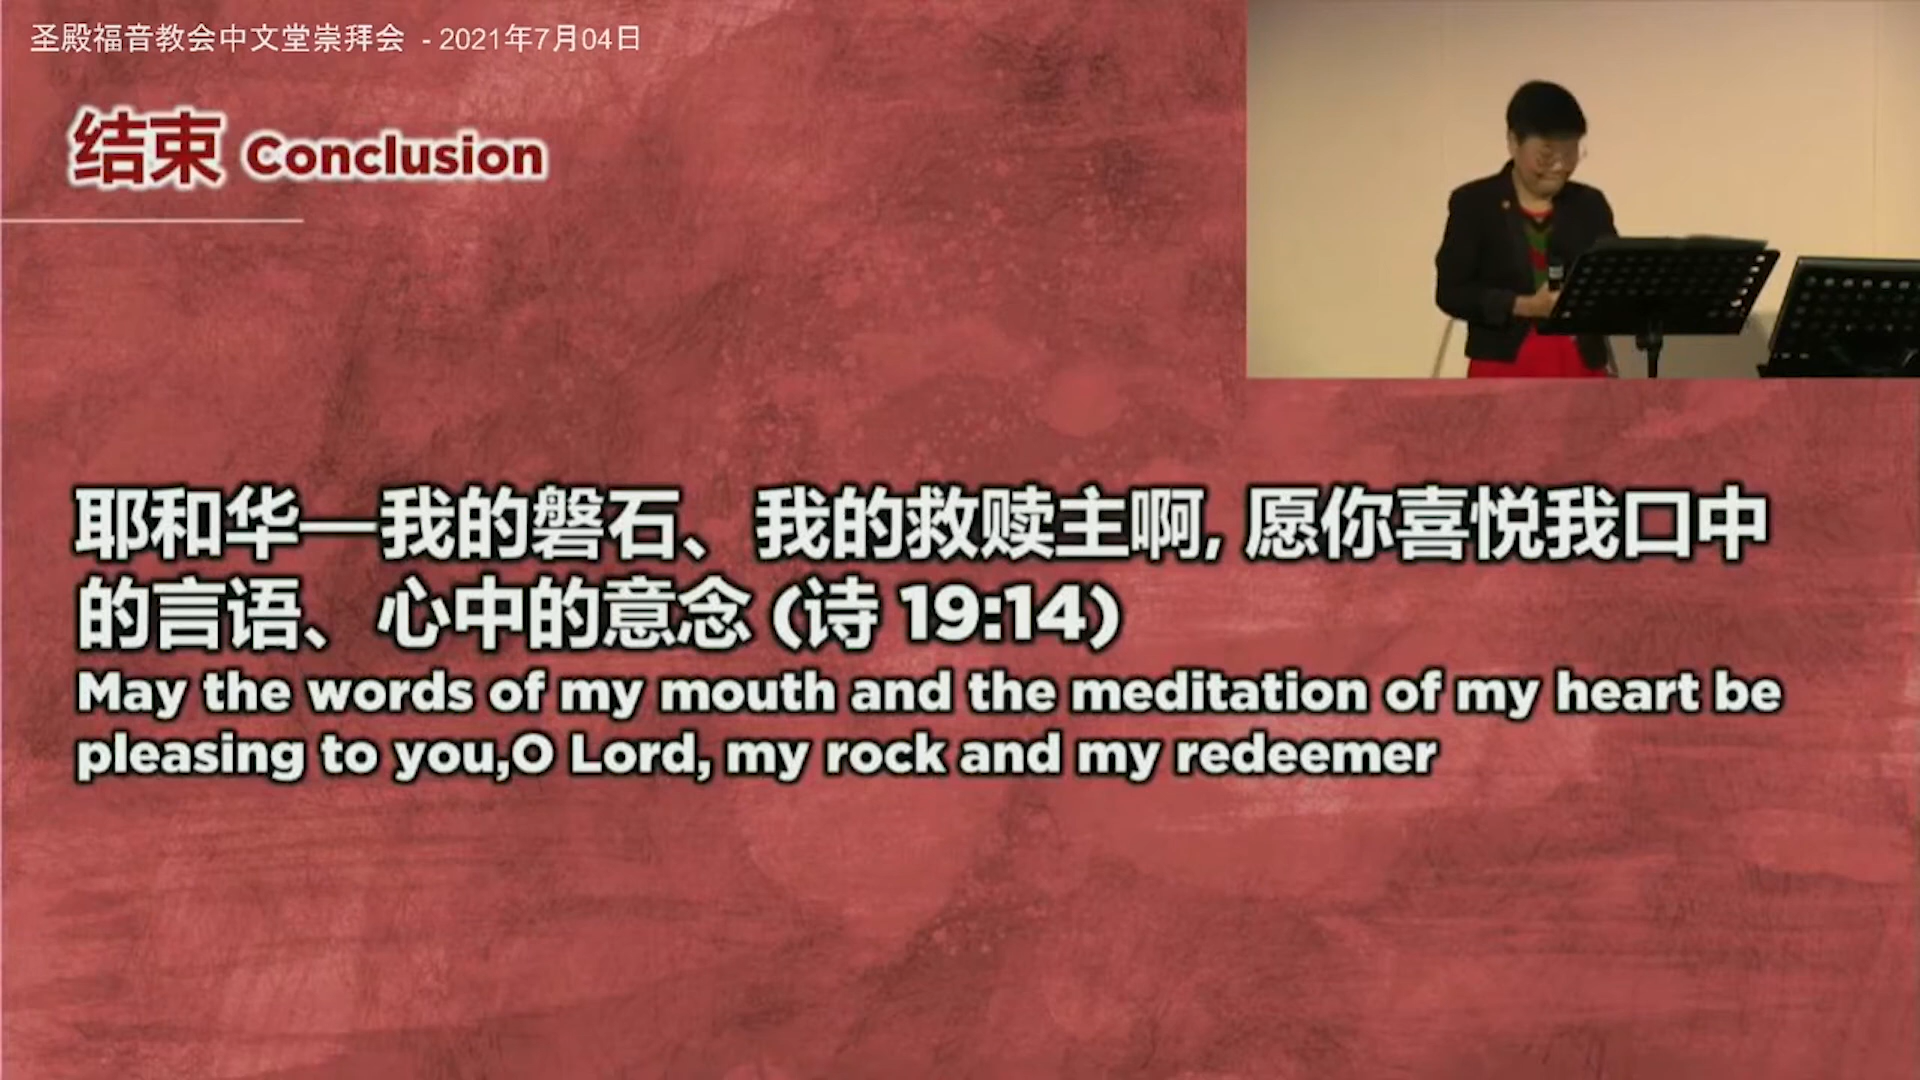 圣殿福音教会中文堂崇拜会 - 2021年7月04日
结束 Conclusion
耶和华—我的磐石、我的救赎主啊, 愿你喜悦我口中
的言语、心中的意念 (诗 19:14)
May the words of my mouth and the meditation of my heart be
pleasing to you,O Lord, my rock and my redeemer